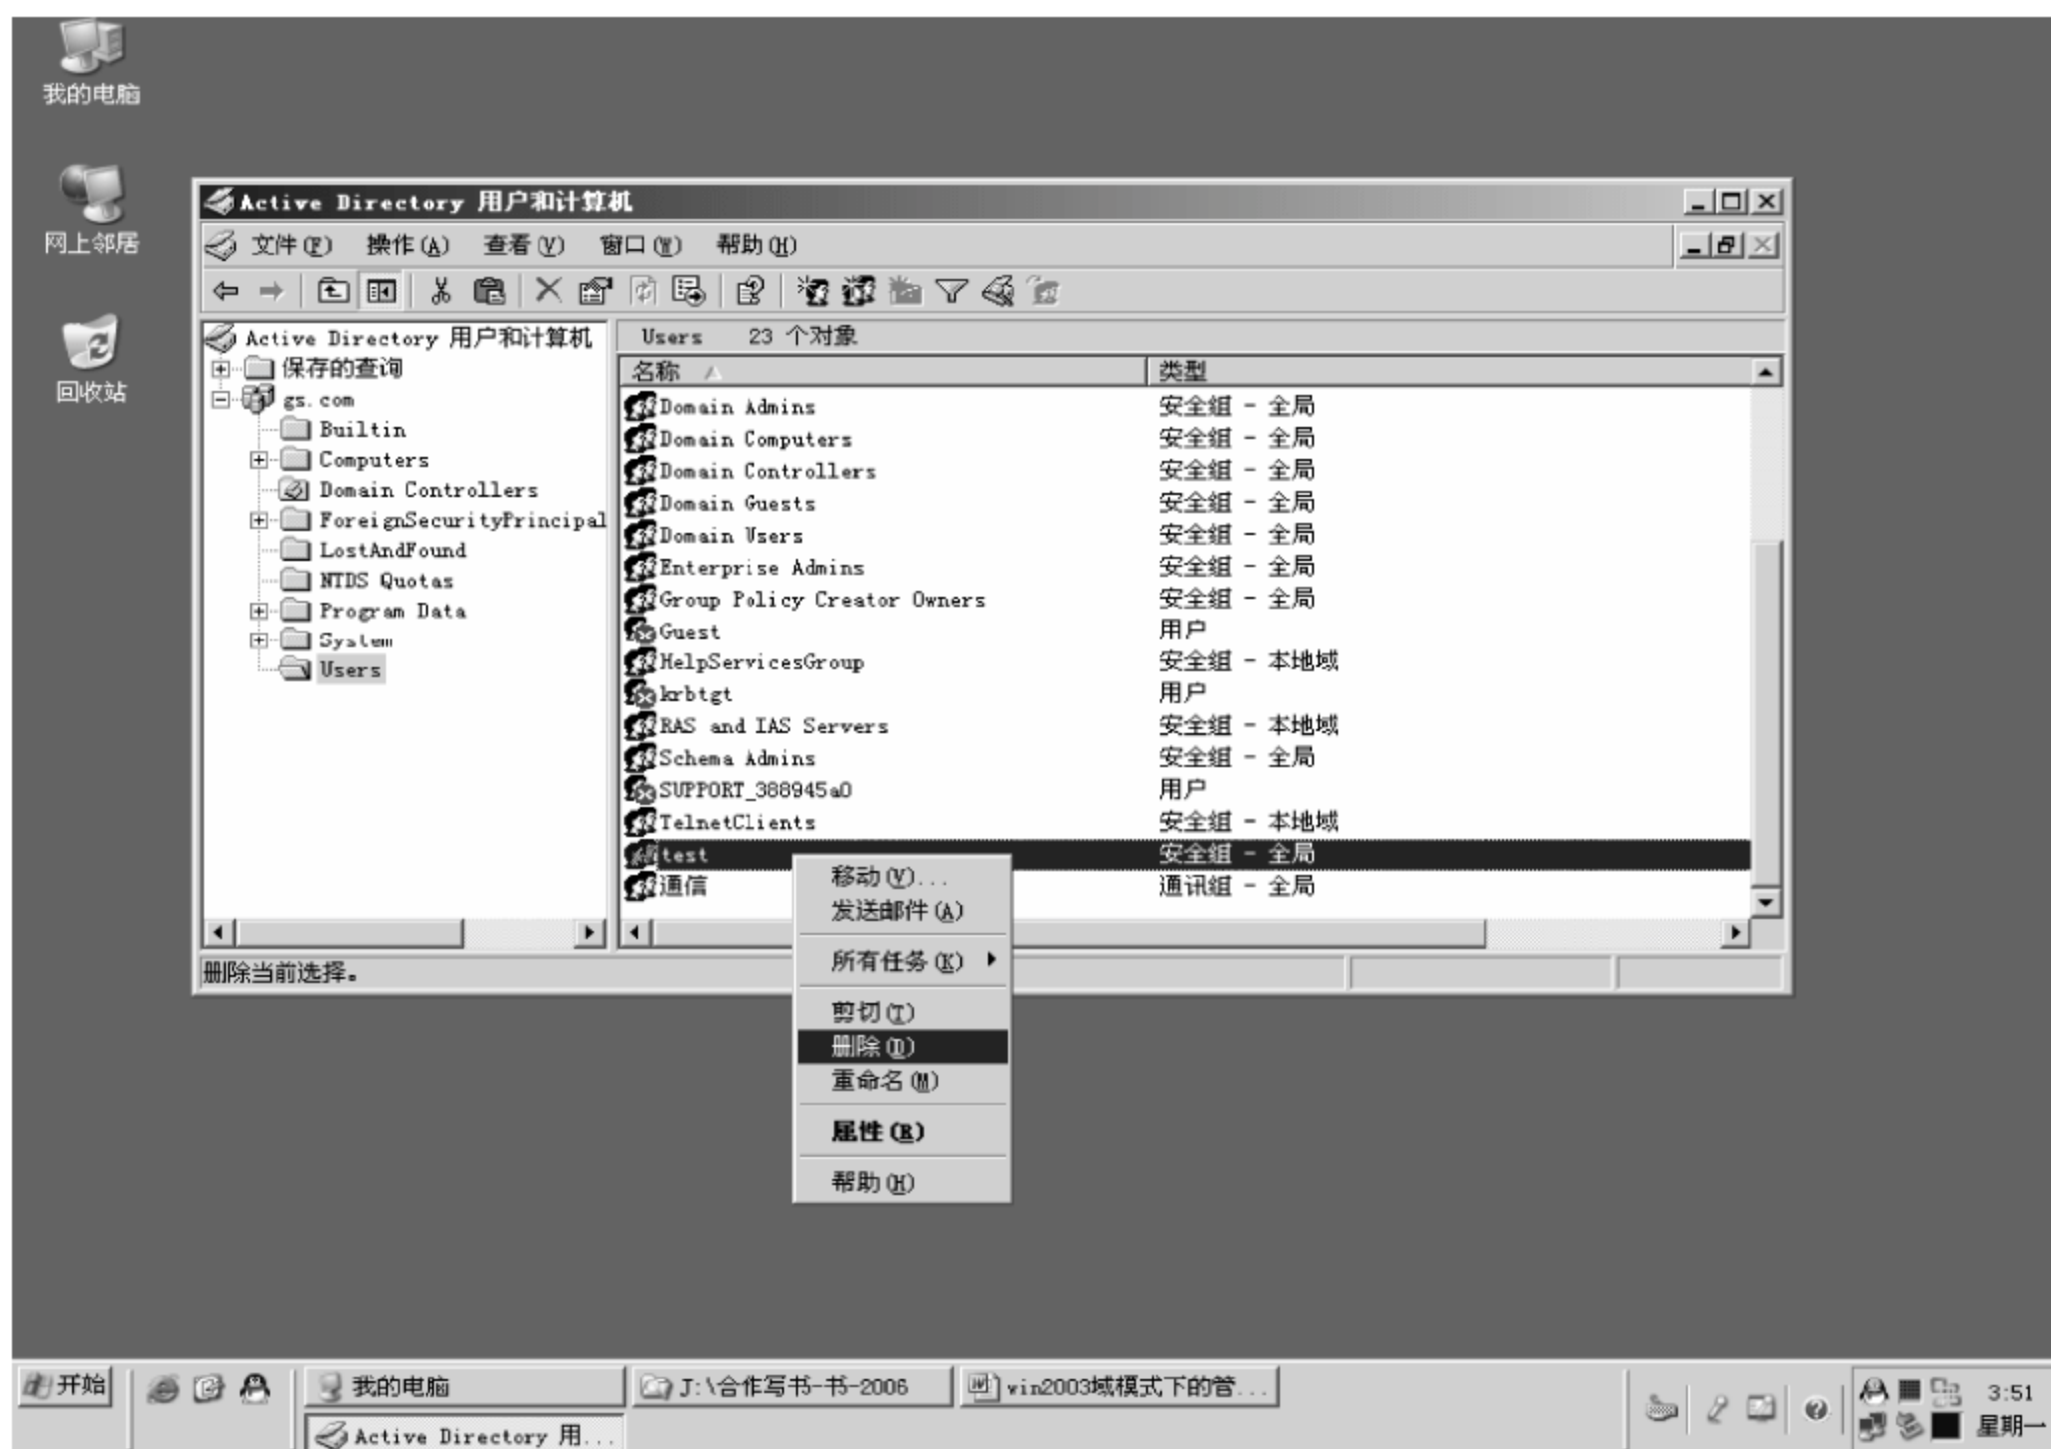 我的电脑
网上邻居
回收站
Active Directory 用户和计算机
文件(F) 操作(A) 查看(V) 窗口(W) 帮助(H)
Active Directory 用户和计算机
保存的查询
gs.com
Builtin
Computers
Domain Controllers
ForeignSecurityPrincipal
LostAndFound
NTDS Quotas
Program Data
System
Users
Users 23 个对象
名称 类型
Domain Admins 安全组 - 全局
Domain Computers 安全组 - 全局
Domain Controllers 安全组 - 全局
Domain Guests 安全组 - 全局
Domain Users 安全组 - 全局
Enterprise Admins 安全组 - 全局
Group Policy Creator Owners 安全组 - 全局
Guest 用户
HelpServicesGroup 安全组 - 本地域
krbtgt 用户
RAS and IAS Servers 安全组 - 本地域
Schema Admins 安全组 - 全局
SUPPORT_388945a0 用户
TelnetClients 安全组 - 本地域
test 安全组 - 全局
通信 通讯组 - 全局
移动(V)...
发送邮件(A)
所有任务(K)
剪切(T)
删除(D)
重命名(M)
属性(R)
帮助(H)
删除当前选择。
开始
我的电脑
J:\合作写书-书-2006
win2003域模式下的管...
Active Directory 用...
3:51
星期一